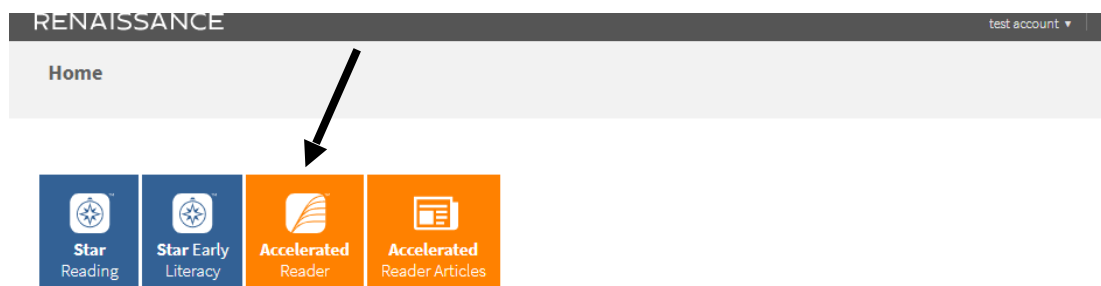 RENAISSANCE
test account ▾
Home
Star
Reading
Star Early
Literacy
Accelerated
Reader
Accelerated
Reader Articles